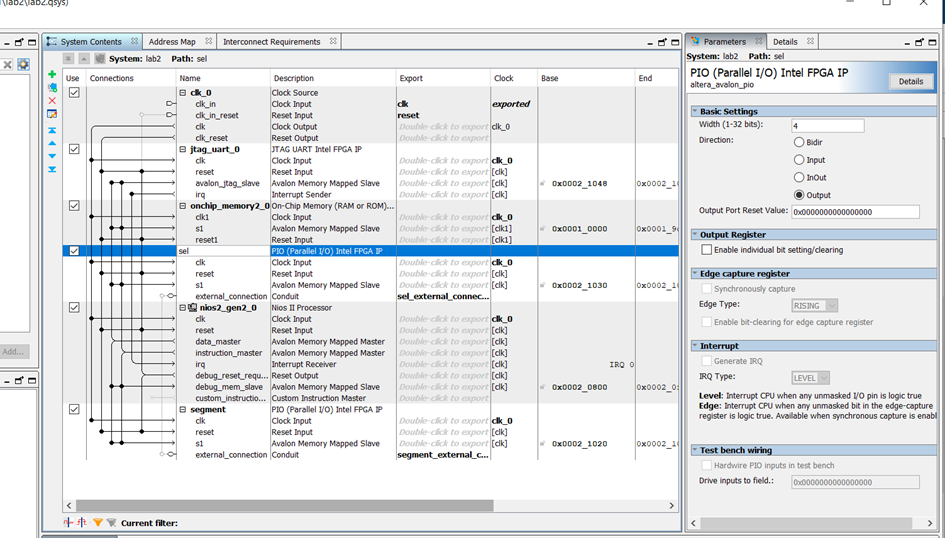 \lab2\lab2.qsys)
System Contents Address Map Interconnect Requirements
System: lab2 Path: sel
Use Connections Name Description Export Clock Base End
clk_0 Clock Source
clk_in Clock Input clk exported
clk_in_reset Reset Input reset
clk Clock Output Double-click to export clk_0
clk_reset Reset Output Double-click to export
jtag_uart_0 JTAG UART Intel FPGA IP
clk Clock Input Double-click to export clk_0
reset Reset Input Double-click to export [clk]
avalon_jtag_slave Avalon Memory Mapped Slave Double-click to export [clk] 0x0002_1048 0x0002_10
irq Interrupt Sender Double-click to export [clk]
onchip_memory2_0 On-Chip Memory (RAM or ROM)...
clk1 Clock Input Double-click to export clk_0
s1 Avalon Memory Mapped Slave Double-click to export [clk1] 0x0001_0000 0x0001_9
reset1 Reset Input Double-click to export [clk1]
sel PIO (Parallel I/O) Intel FPGA IP
clk Clock Input Double-click to export clk_0
reset Reset Input Double-click to export [clk]
s1 Avalon Memory Mapped Slave Double-click to export [clk] 0x0002_1030 0x0002_10
external_connection Conduit sel_external_connec...
nios2_gen2_0 Nios II Processor
clk Clock Input Double-click to export clk_0
reset Reset Input Double-click to export [clk]
data_master Avalon Memory Mapped Master Double-click to export [clk]
instruction_master Avalon Memory Mapped Master Double-click to export [clk]
irq Interrupt Receiver Double-click to export [clk] IRQ 0
debug_reset_requ... Reset Output Double-click to export [clk]
debug_mem_slave Avalon Memory Mapped Slave Double-click to export [clk] 0x0002_0800 0x0002_0
custom_instructio... Custom Instruction Master Double-click to export
segment PIO (Parallel I/O) Intel FPGA IP
clk Clock Input Double-click to export clk_0
reset Reset Input Double-click to export [clk]
s1 Avalon Memory Mapped Slave Double-click to export [clk] 0x0002_1020 0x0002_10
external_connection Conduit segment_external_c...
Current filter:
Add...
Parameters Details
System: lab2 Path: sel
PIO (Parallel I/O) Intel FPGA IP
altera_avalon_pio
Details
Basic Settings
Width (1-32 bits): 4
Direction: Bidir
Input
InOut
Output
Output Port Reset Value: 0x0000000000000000
Output Register
Enable individual bit setting/clearing
Edge capture register
Synchronously capture
Edge Type: RISING
Enable bit-clearing for edge capture register
Interrupt
Generate IRQ
IRQ Type: LEVEL
Level: Interrupt CPU when any unmasked I/O pin is logic true
Edge: Interrupt CPU when any unmasked bit in the edge-capture
register is logic true. Available when synchronous capture is enabl
Test bench wiring
Hardwire PIO inputs in test bench
Drive inputs to field.: 0x0000000000000000